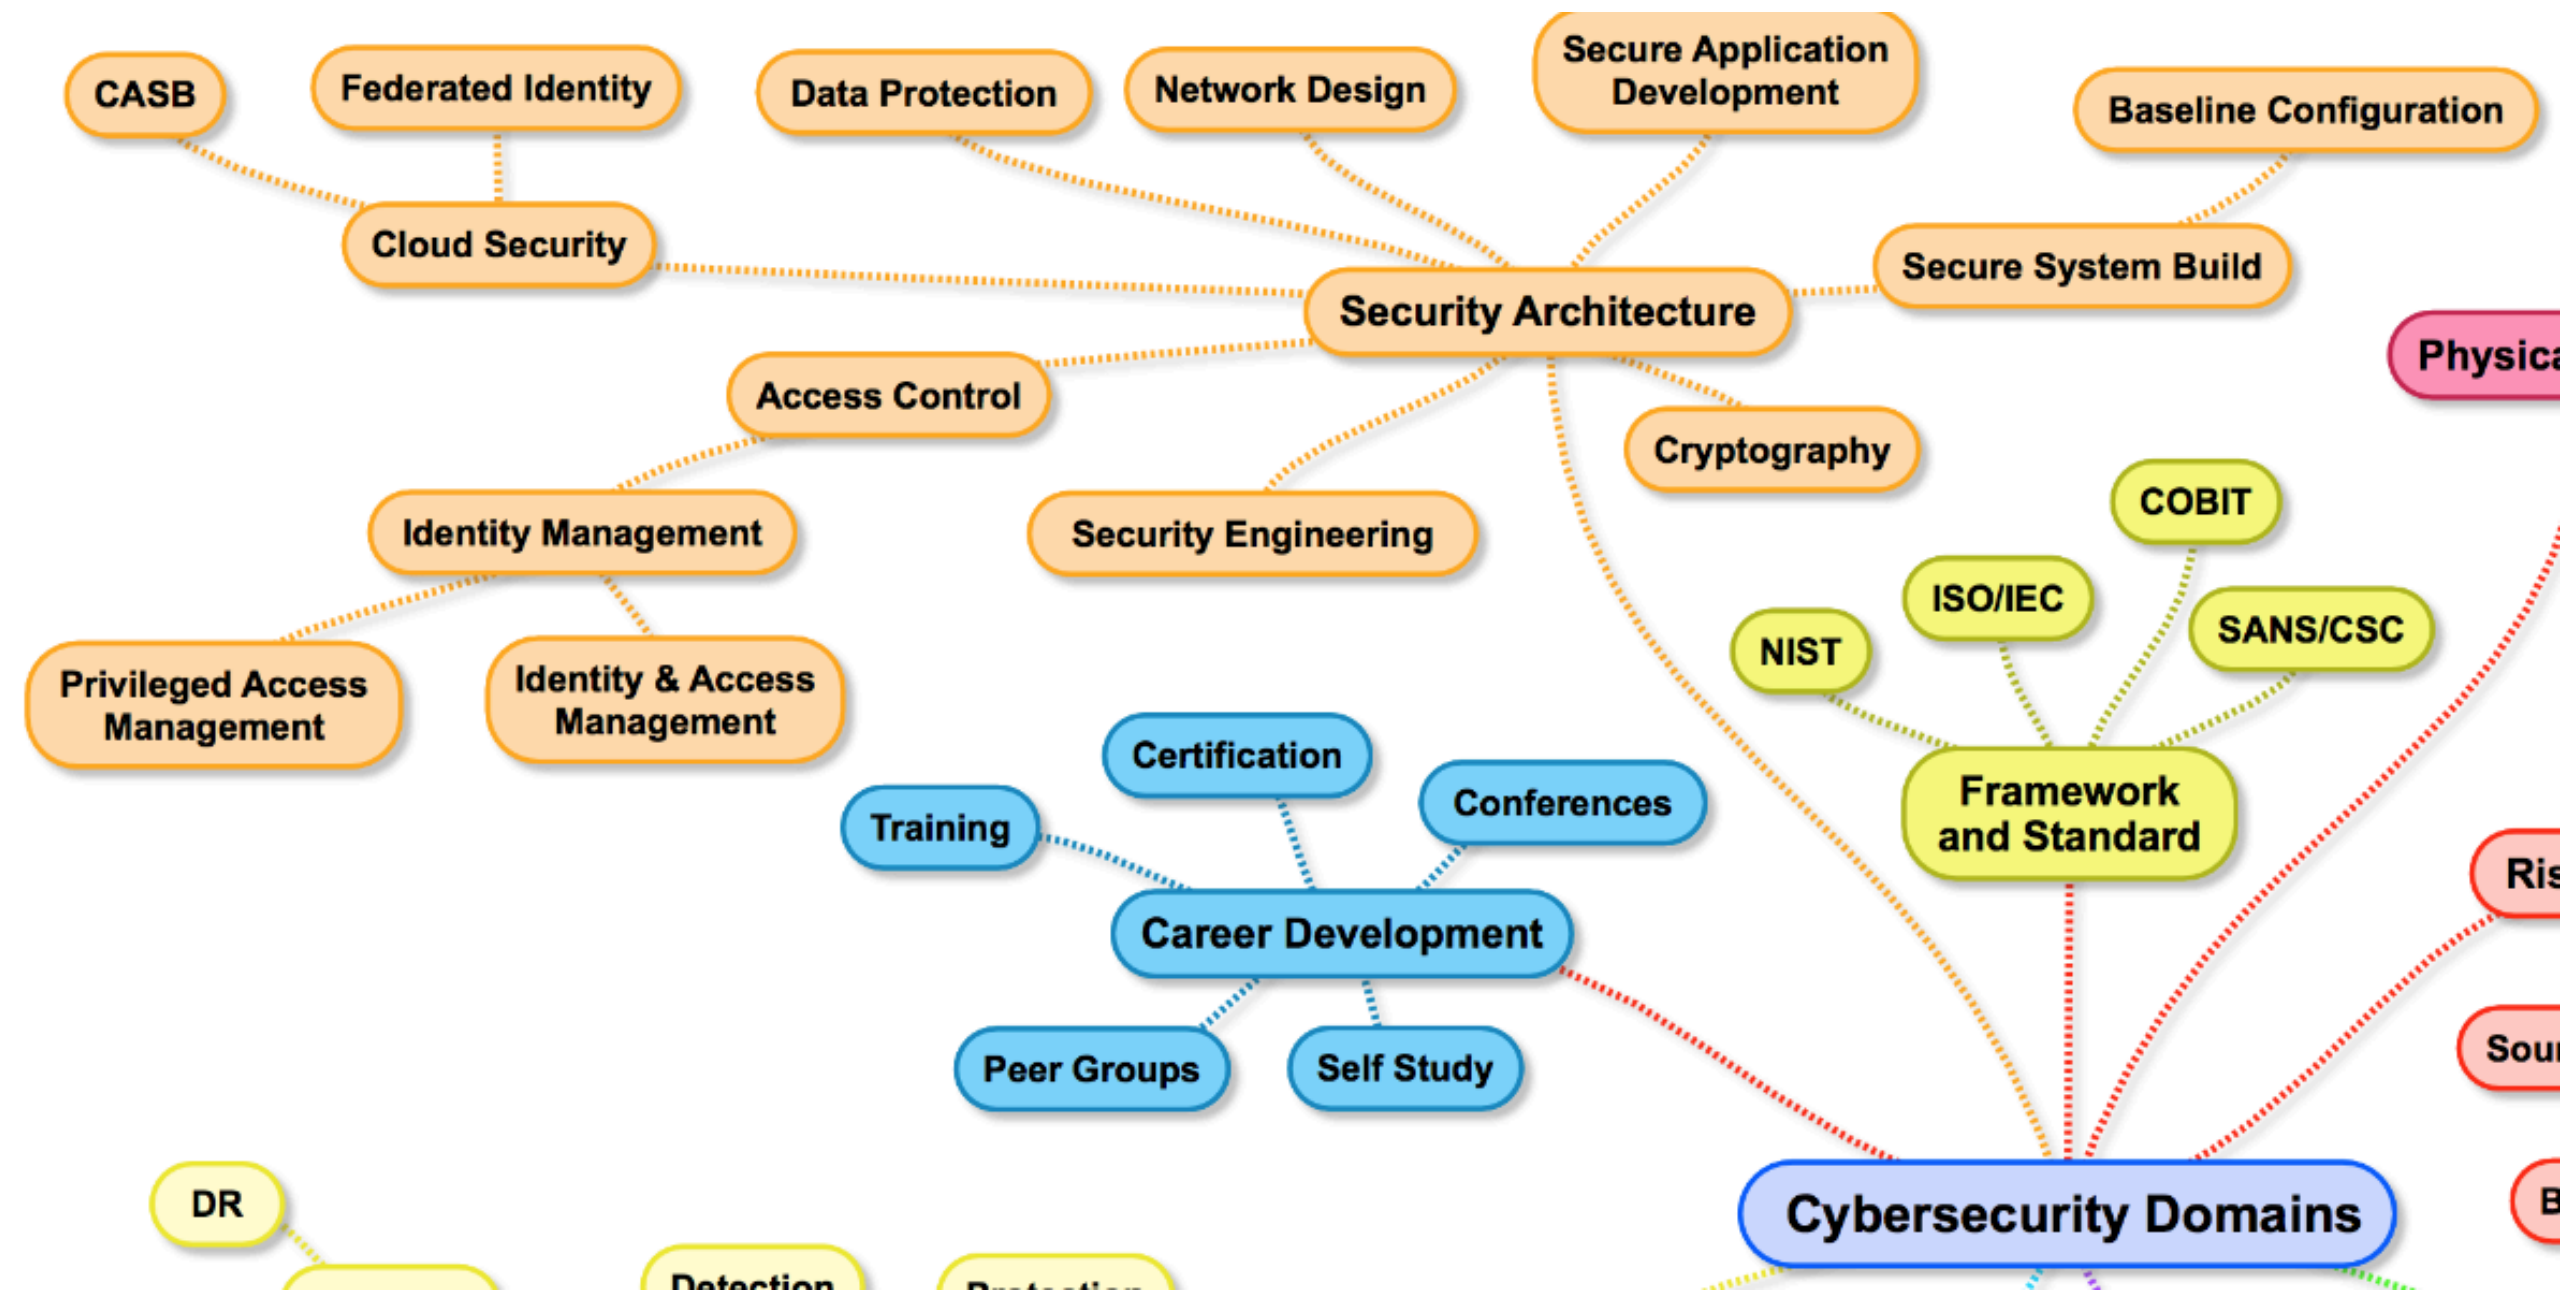 CASB
Federated Identity
Data Protection
Network Design
Secure Application
Development
Baseline Configuration
Cloud Security
Secure System Build
Security Architecture
Access Control
Cryptography
Identity Management
Security Engineering
Privileged Access
Management
Identity & Access
Management
COBIT
ISO/IEC
SANS/CSC
NIST
Framework
and Standard
Certification
Training
Conferences
Career Development
Peer Groups
Self Study
Cybersecurity Domains
DR
Detection